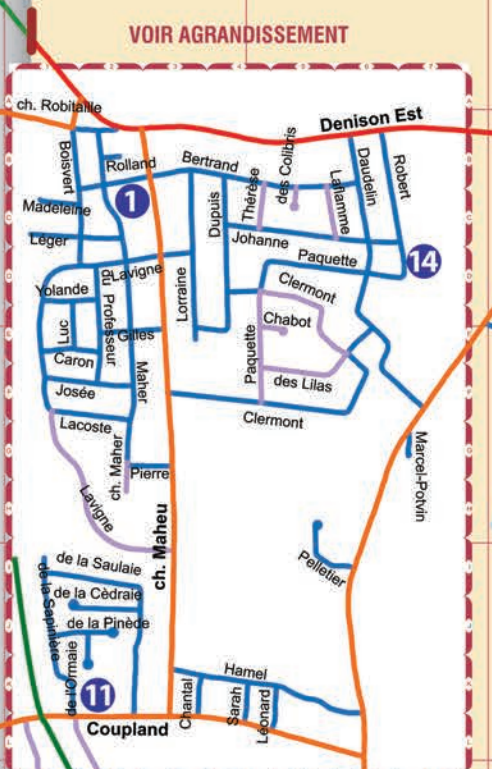 VOIR AGRANDISSEMENT
ch. Robitaille
Denison Est
Boisvert
Rolland
Bertrand
Thérèse
des Colibris
Laflamme
Daudelin
Robert
Madeleine
1
Dupuis
Léger
Johanne
Paquette
14
Lavigne
Yolande
du Professeur
Lorraine
Clermont
Luc
Gilles
Chabot
Caron
Maher
Paquette
Josée
des Lilas
Lacoste
Clermont
ch. Maher
Pierre
Marcel-Potvin
Lavigne
ch. Maheu
de la Saulaie
Pelletier
de la Sapinière
de la Cèdraie
de la Pinède
de l'Ormaie
11
Hamel
Chantal
Sarah
Léonard
Coupland